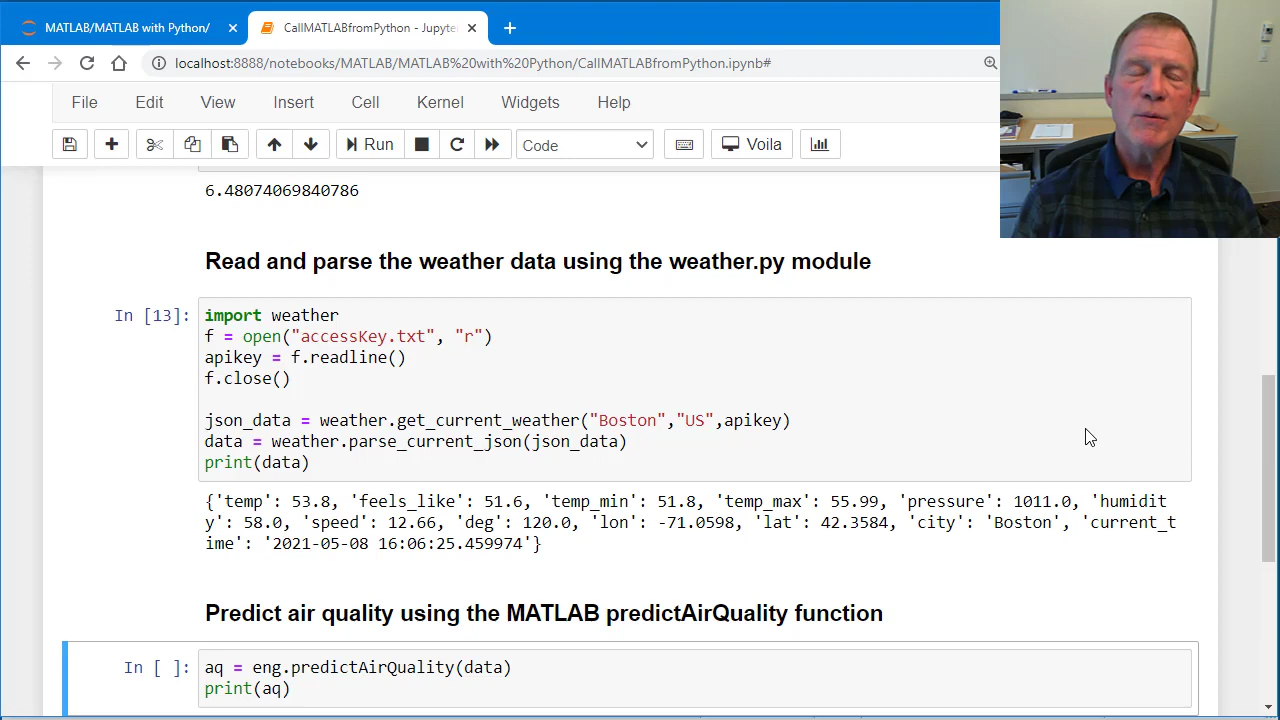 MATLAB/MATLAB with Python/
CallMATLABfromPython - Jupyter
localhost:8888/notebooks/MATLAB/MATLAB%20with%20Python/CallMATLABfromPython.ipynb#
File Edit View Insert Cell Kernel Widgets Help
Run Code Voila
6.48074069840786
Read and parse the weather data using the weather.py module
In [13]: import weather
f = open("accessKey.txt", "r")
apikey = f.readline()
f.close()
json_data = weather.get_current_weather("Boston","US",apikey)
data = weather.parse_current_json(json_data)
print(data)
{'temp': 53.8, 'feels_like': 51.6, 'temp_min': 51.8, 'temp_max': 55.99, 'pressure': 1011.0, 'humidit
y': 58.0, 'speed': 12.66, 'deg': 120.0, 'lon': -71.0598, 'lat': 42.3584, 'city': 'Boston', 'current_t
ime': '2021-05-08 16:06:25.459974'}
Predict air quality using the MATLAB predictAirQuality function
In [ ]: aq = eng.predictAirQuality(data)
print(aq)